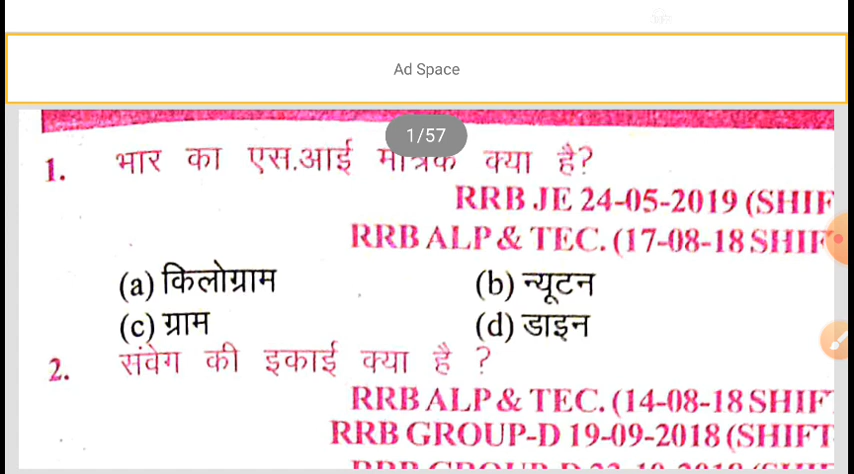 Ad Space
1/57
1. भार का एस.आई मात्रक क्या है?
RRB JE 24-05-2019 (SHIF
RRB ALP & TEC. (17-08-18 SHIF
(a) किलोग्राम (b) न्यूटन
(c) ग्राम (d) डाइन
2. संवेग की इकाई क्या है ?
RRB ALP & TEC. (14-08-18 SHIF
RRB GROUP-D 19-09-2018 (SHIFT